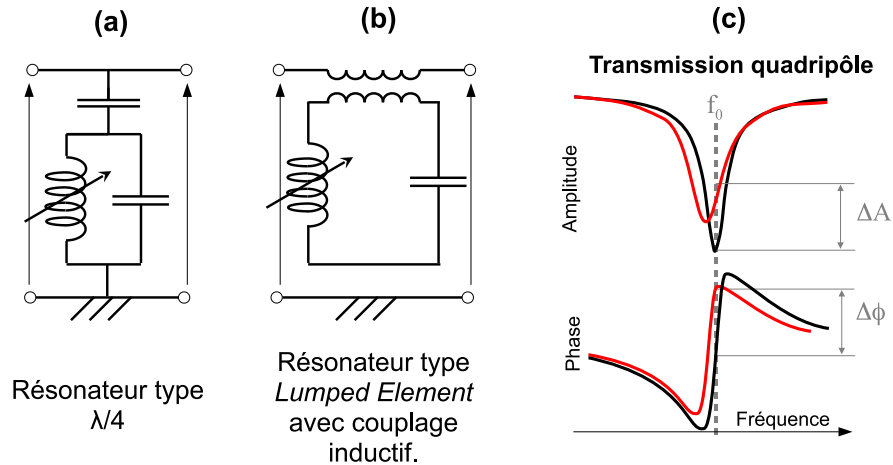 (a)
(b)
(c)
Transmission quadripôle
f0
Amplitude
ΔA
Δϕ
Phase
Fréquence
Résonateur type
λ/4
Résonateur type
Lumped Element
avec couplage
inductif.